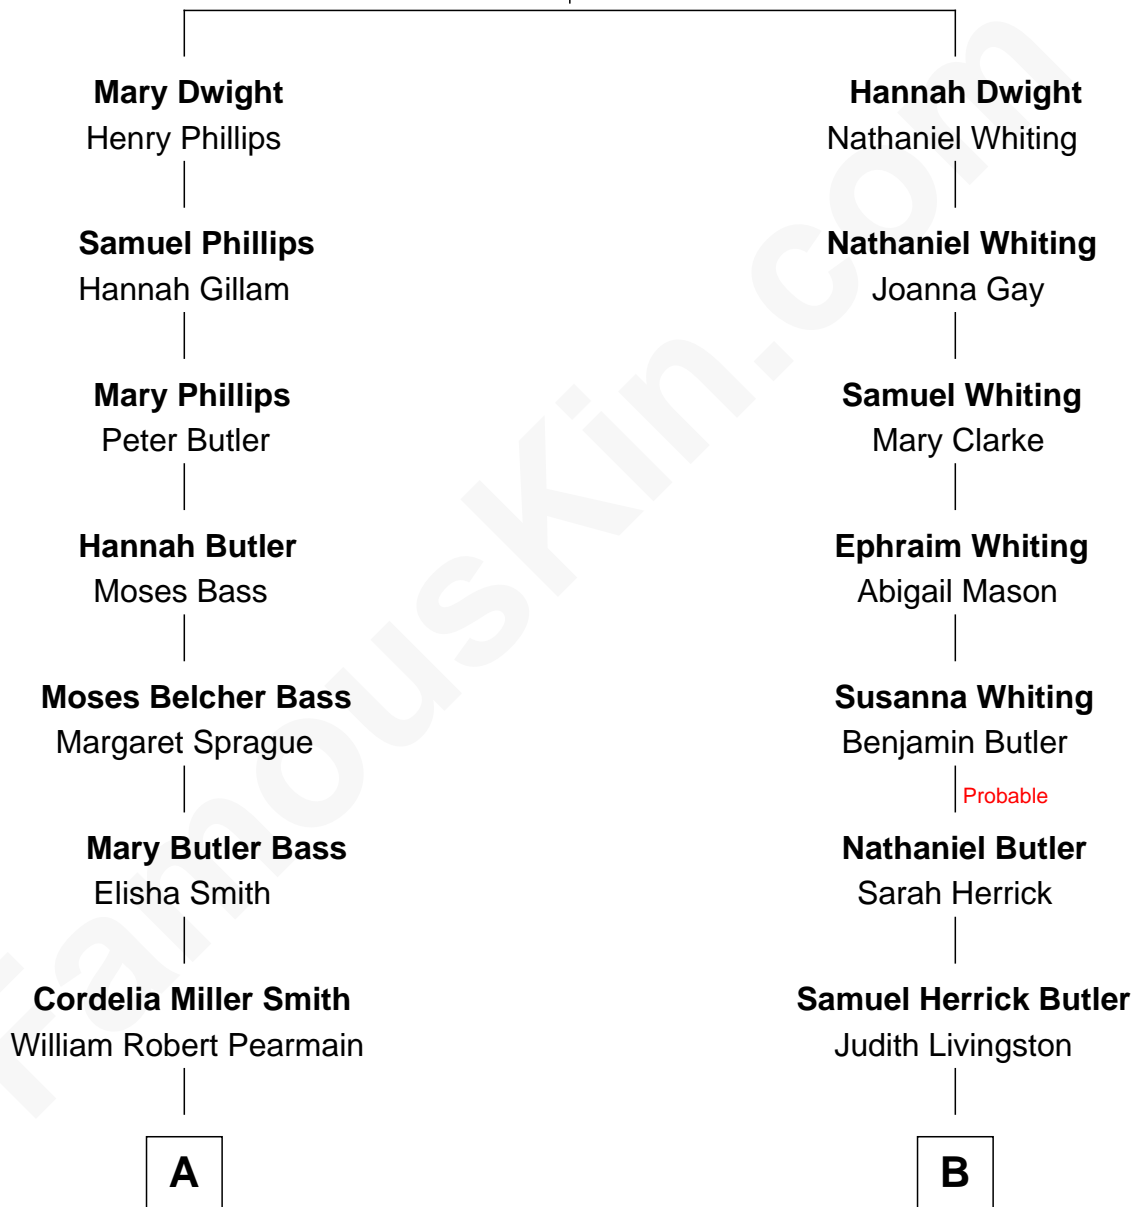 Mary Dwight
Henry Phillips
Samuel Phillips
Hannah Gillam
Mary Phillips
Peter Butler
Hannah Butler
Moses Bass
Moses Belcher Bass
Margaret Sprague
Mary Butler Bass
Elisha Smith
Cordelia Miller Smith
William Robert Pearmain
A
Hannah Dwight
Nathaniel Whiting
Nathaniel Whiting
Joanna Gay
Samuel Whiting
Mary Clarke
Ephraim Whiting
Abigail Mason
Susanna Whiting
Benjamin Butler
Probable
Nathaniel Butler
Sarah Herrick
Samuel Herrick Butler
Judith Livingston
B
FamousKin.com